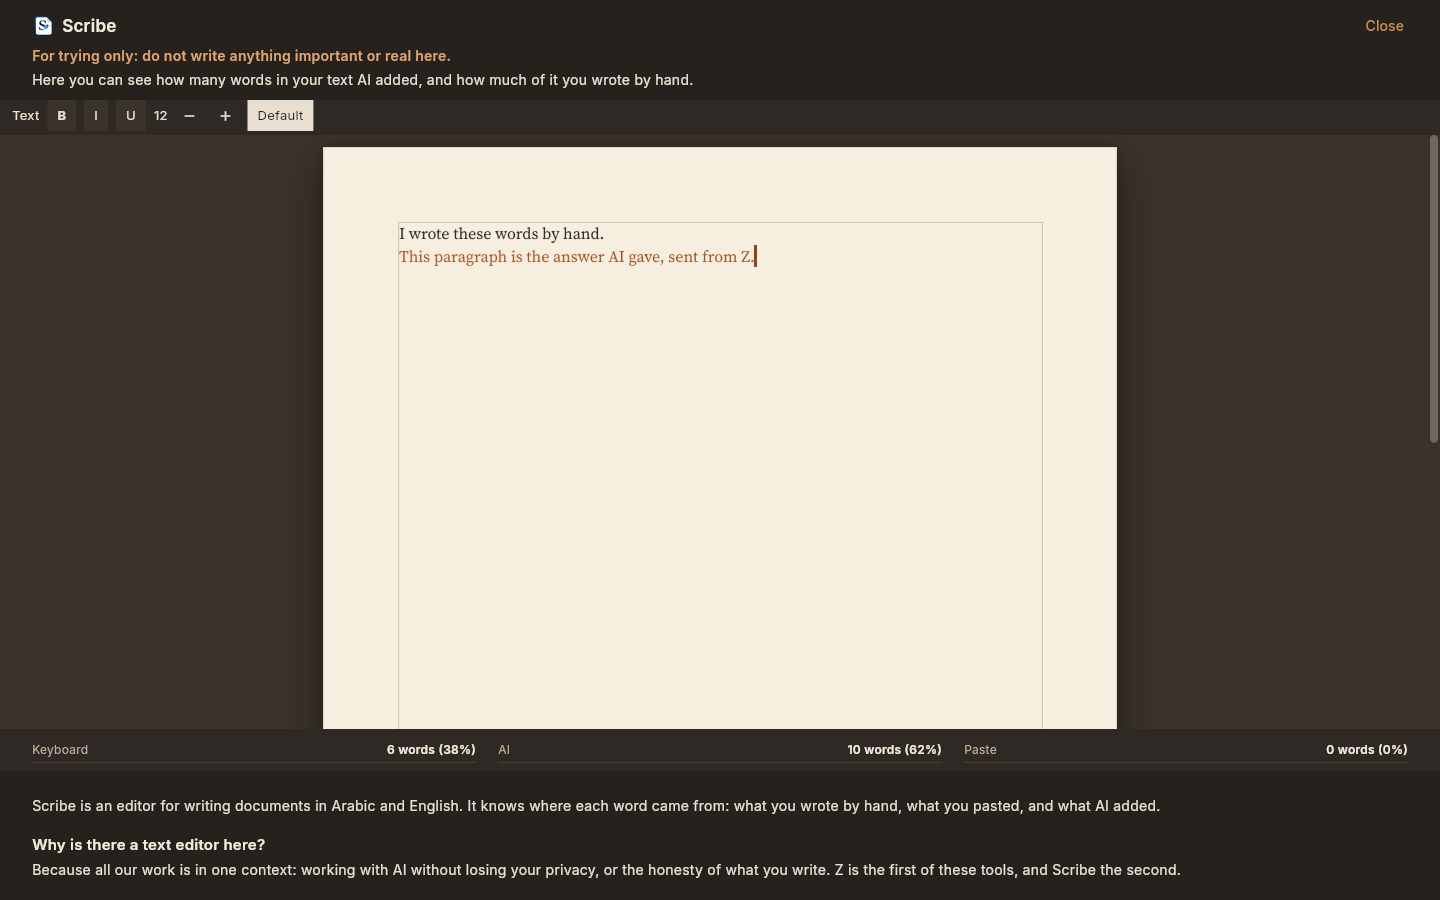 Scribe
Close
For trying only: do not write anything important or real here.
Here you can see how many words in your text AI added, and how much of it you wrote by hand.
Text B I U 12 − + Default
I wrote these words by hand.
This paragraph is the answer AI gave, sent from Z.
Keyboard 6 words (38%) AI 10 words (62%) Paste 0 words (0%)
Scribe is an editor for writing documents in Arabic and English. It knows where each word came from: what you wrote by hand, what you pasted, and what AI added.
Why is there a text editor here?
Because all our work is in one context: working with AI without losing your privacy, or the honesty of what you write. Z is the first of these tools, and Scribe the second.